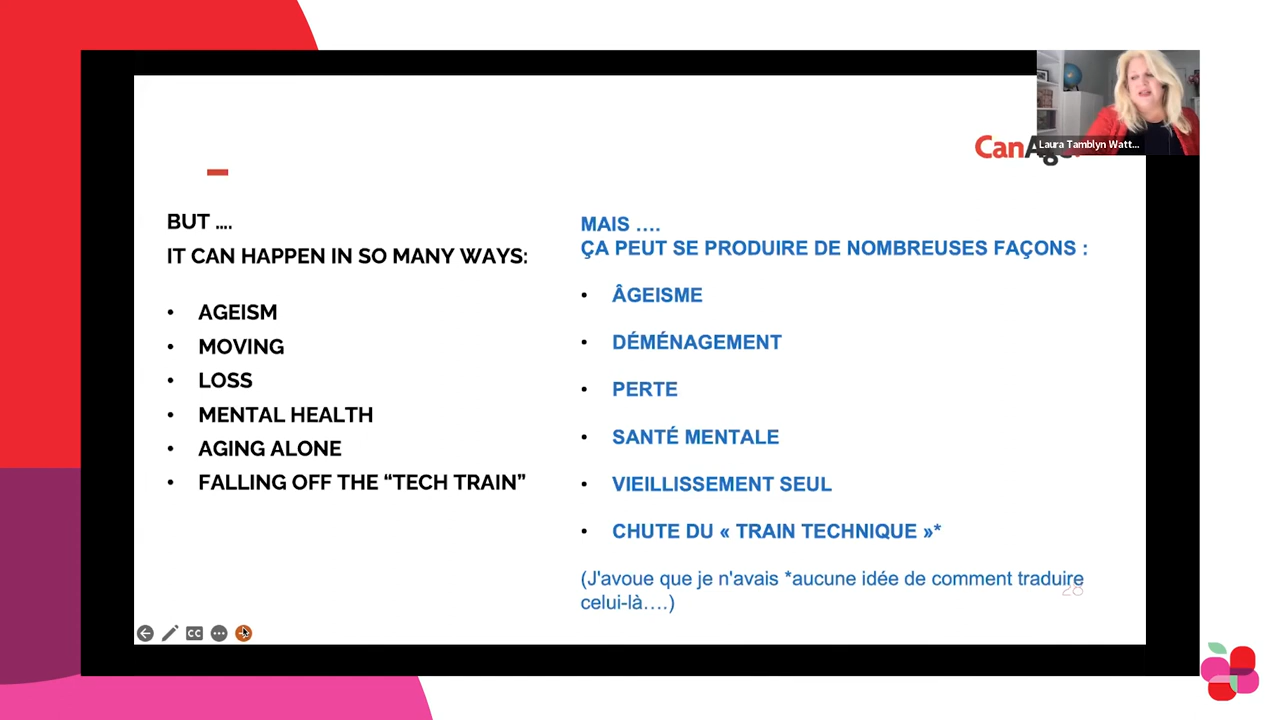 CanAge
Laura Tamblyn Watt...
BUT ....
IT CAN HAPPEN IN SO MANY WAYS:
• AGEISM
• MOVING
• LOSS
• MENTAL HEALTH
• AGING ALONE
• FALLING OFF THE “TECH TRAIN”
MAIS ....
ÇA PEUT SE PRODUIRE DE NOMBREUSES FAÇONS :
• ÂGEISME
• DÉMÉNAGEMENT
• PERTE
• SANTÉ MENTALE
• VIEILLISSEMENT SEUL
• CHUTE DU « TRAIN TECHNIQUE »*
(J'avoue que je n'avais *aucune idée de comment traduire
celui-là....)
28
CC